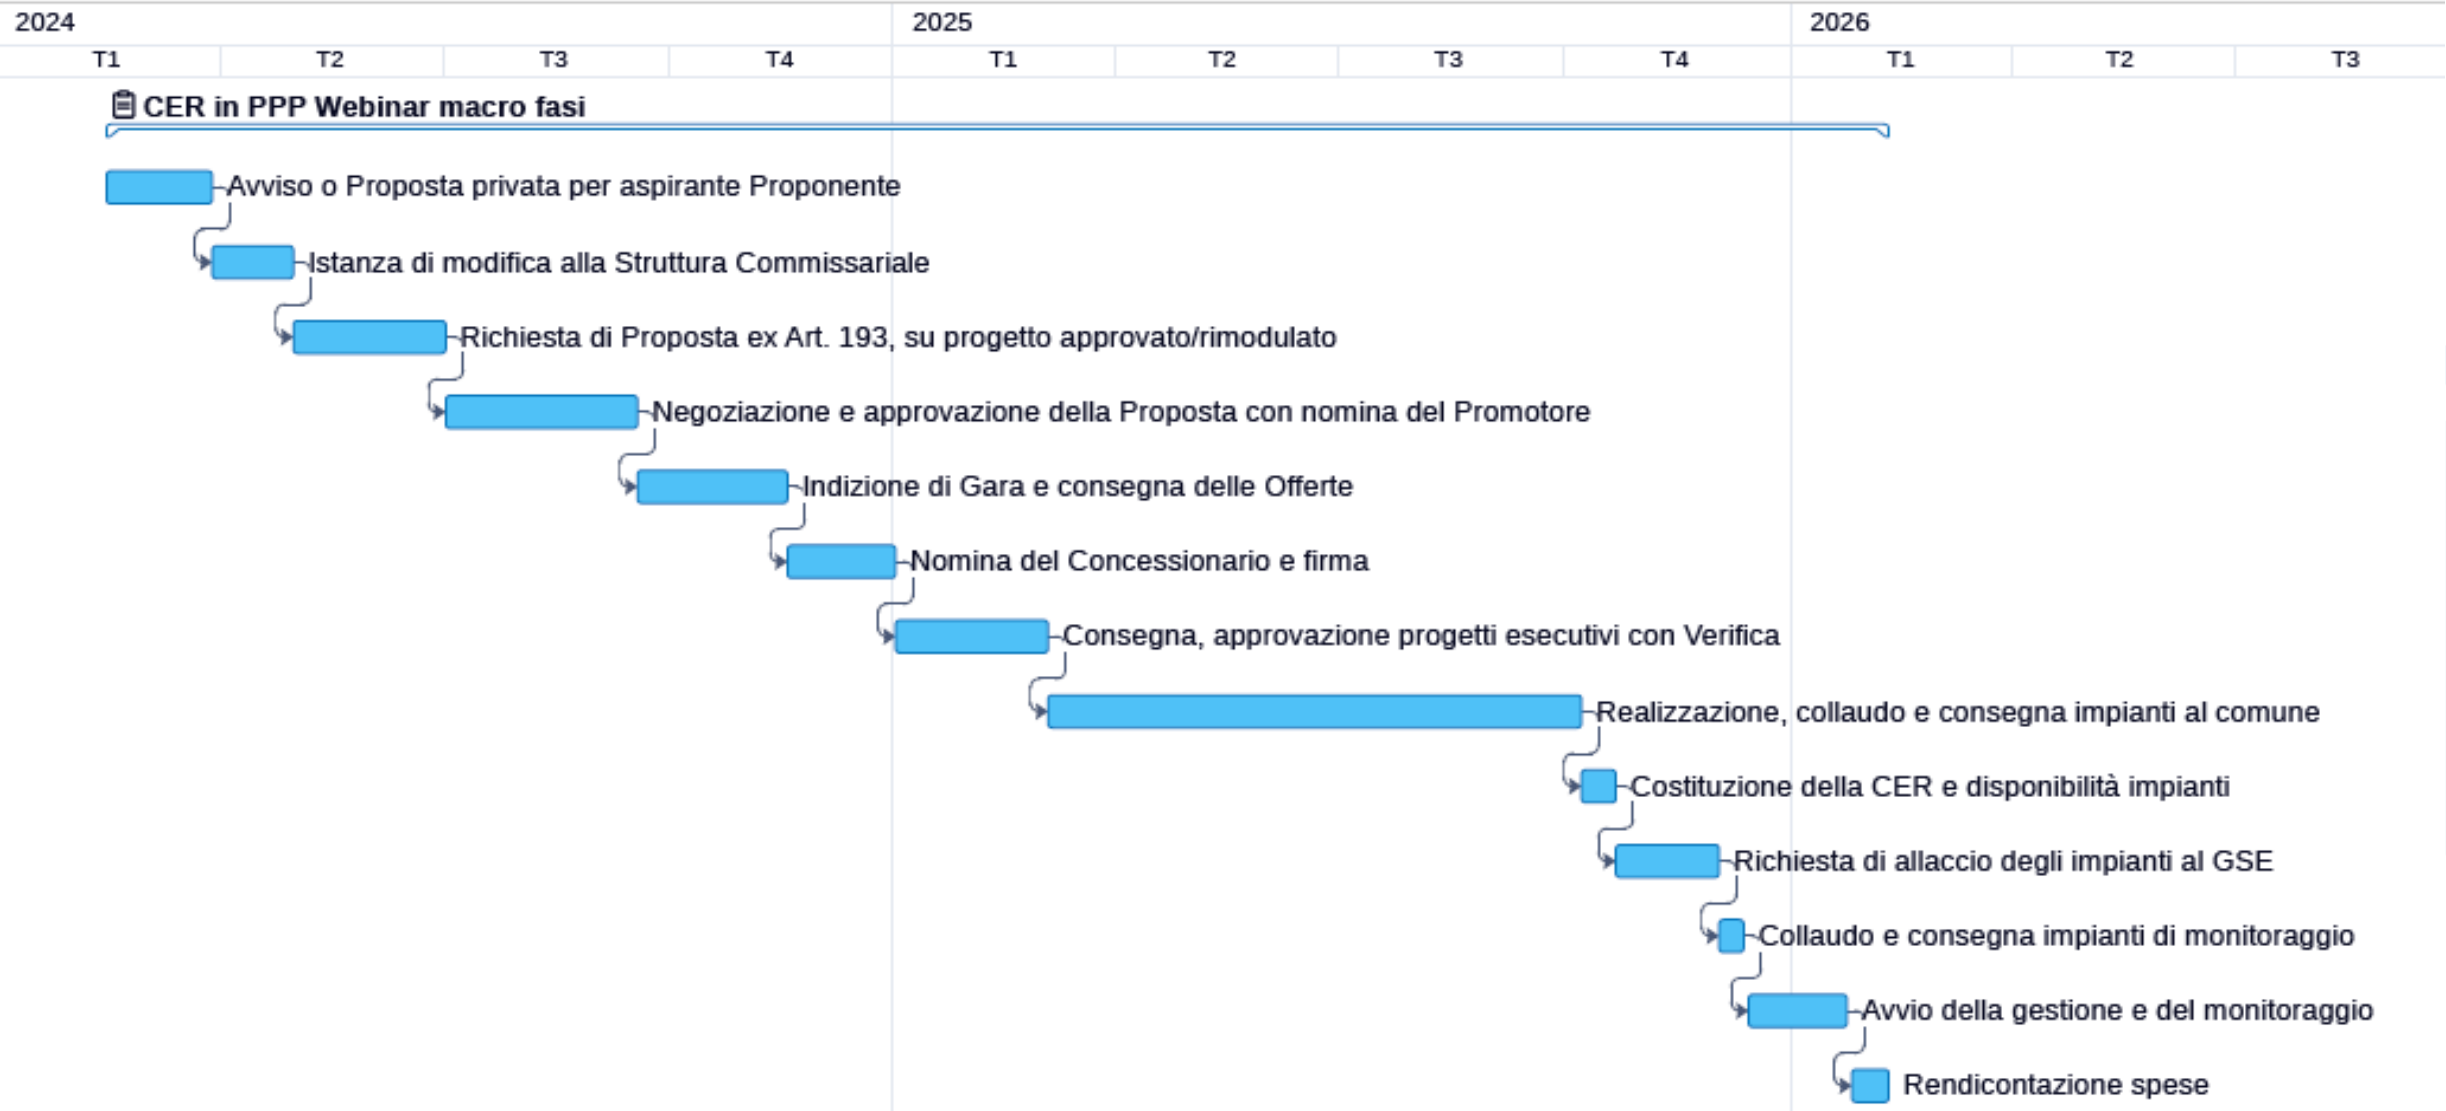 2024 2025 2026
T1 T2 T3 T4 T1 T2 T3 T4 T1 T2 T3
CER in PPP Webinar macro fasi
Avviso o Proposta privata per aspirante Proponente
Istanza di modifica alla Struttura Commissariale
Richiesta di Proposta ex Art. 193, su progetto approvato/rimodulato
Negoziazione e approvazione della Proposta con nomina del Promotore
Indizione di Gara e consegna delle Offerte
Nomina del Concessionario e firma
Consegna, approvazione progetti esecutivi con Verifica
Realizzazione, collaudo e consegna impianti al comune
Costituzione della CER e disponibilità impianti
Richiesta di allaccio degli impianti al GSE
Collaudo e consegna impianti di monitoraggio
Avvio della gestione e del monitoraggio
Rendicontazione spese